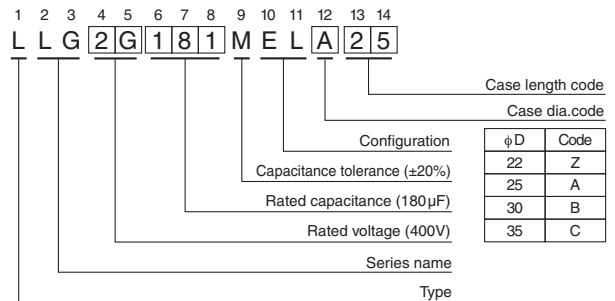 1 2 3 4 5 6 7 8 9 10 11 12 13 14
L L G 2 G 1 8 1 M E L A 2 5
Case length code
Case dia.code
Configuration
Capacitance tolerance (±20%)
Rated capacitance (180µF)
Rated voltage (400V)
Series name
Type
ϕD Code
22 Z
25 A
30 B
35 C